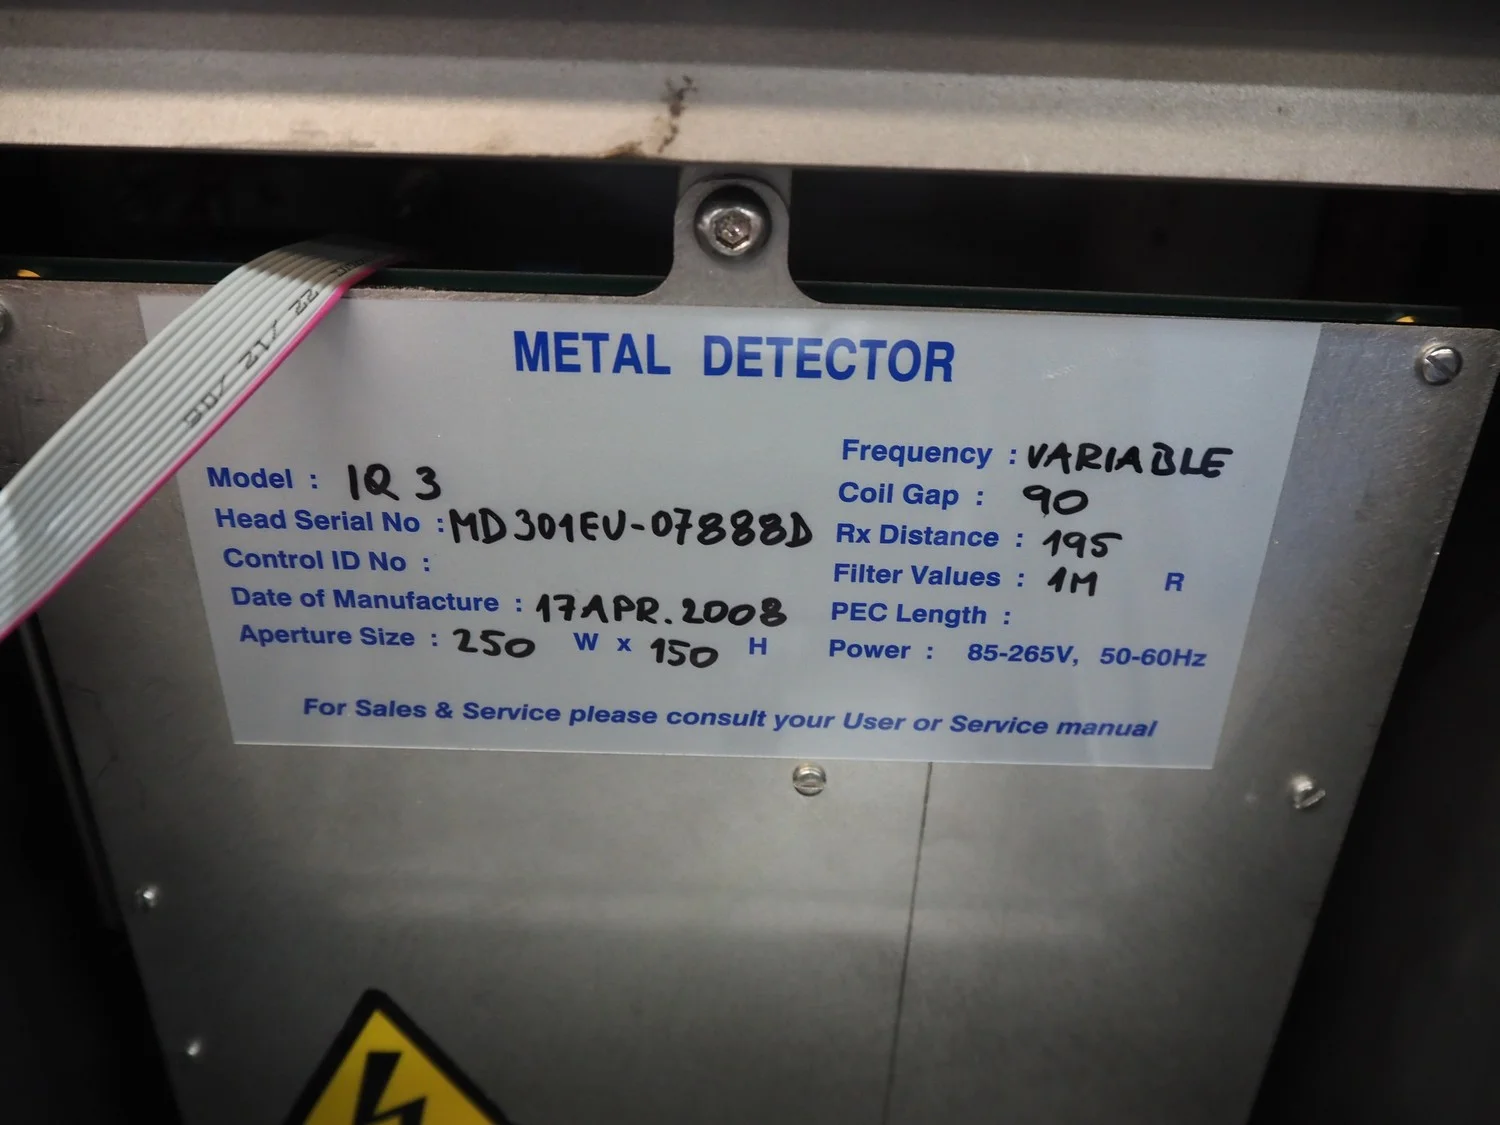 METAL DETECTOR
Model : IQ 3
Head Serial No : MD301EU-07888D
Control ID No :
Date of Manufacture : 17 APR. 2008
Aperture Size : 250 W x 150 H
Frequency : VARIABLE
Coil Gap : 90
Rx Distance : 195
Filter Values : 1M R
PEC Length :
Power : 85-265V, 50-60Hz
For Sales & Service please consult your User or Service manual